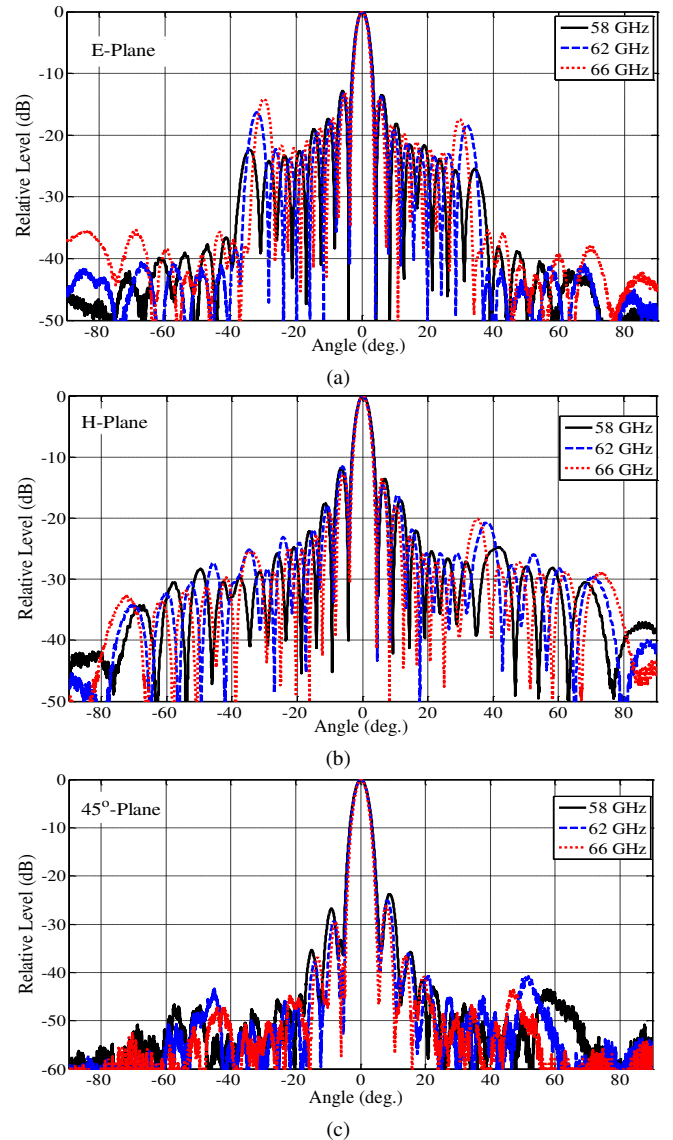 0
E-Plane
58 GHz
62 GHz
66 GHz
-10
-20
-30
-40
-50
Relative Level (dB)
-80 -60 -40 -20 0 20 40 60 80
Angle (deg.)
(a)
0
H-Plane
58 GHz
62 GHz
66 GHz
-10
-20
-30
-40
-50
Relative Level (dB)
-80 -60 -40 -20 0 20 40 60 80
Angle (deg.)
(b)
0
45°-Plane
58 GHz
62 GHz
66 GHz
-10
-20
-30
-40
-50
-60
Relative Level (dB)
-80 -60 -40 -20 0 20 40 60 80
Angle (deg.)
(c)